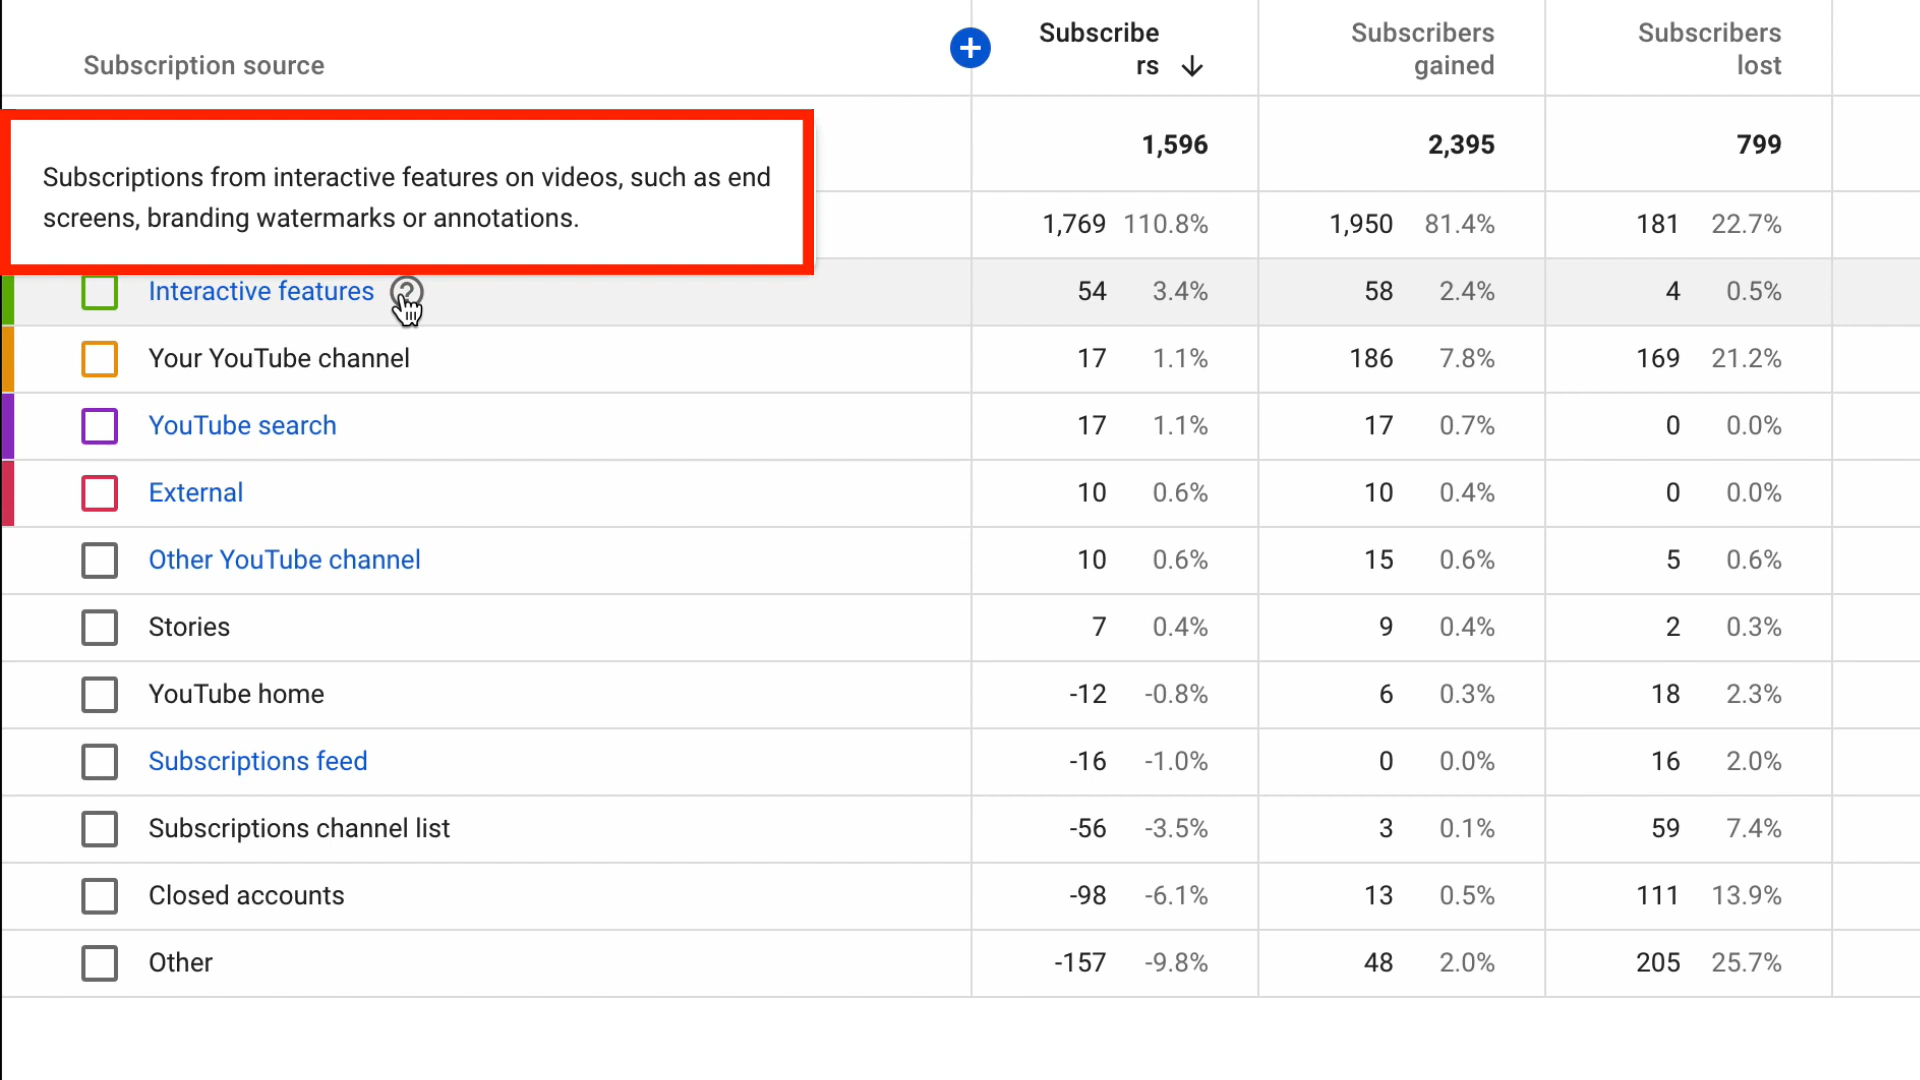 Subscription source
Subscribe
rs
Subscribers
gained
Subscribers
lost
1,596 2,395 799
Subscriptions from interactive features on videos, such as end
screens, branding watermarks or annotations.
1,769 110.8% 1,950 81.4% 181 22.7%
Interactive features 54 3.4% 58 2.4% 4 0.5%
Your YouTube channel 17 1.1% 186 7.8% 169 21.2%
YouTube search 17 1.1% 17 0.7% 0 0.0%
External 10 0.6% 10 0.4% 0 0.0%
Other YouTube channel 10 0.6% 15 0.6% 5 0.6%
Stories 7 0.4% 9 0.4% 2 0.3%
YouTube home -12 -0.8% 6 0.3% 18 2.3%
Subscriptions feed -16 -1.0% 0 0.0% 16 2.0%
Subscriptions channel list -56 -3.5% 3 0.1% 59 7.4%
Closed accounts -98 -6.1% 13 0.5% 111 13.9%
Other -157 -9.8% 48 2.0% 205 25.7%